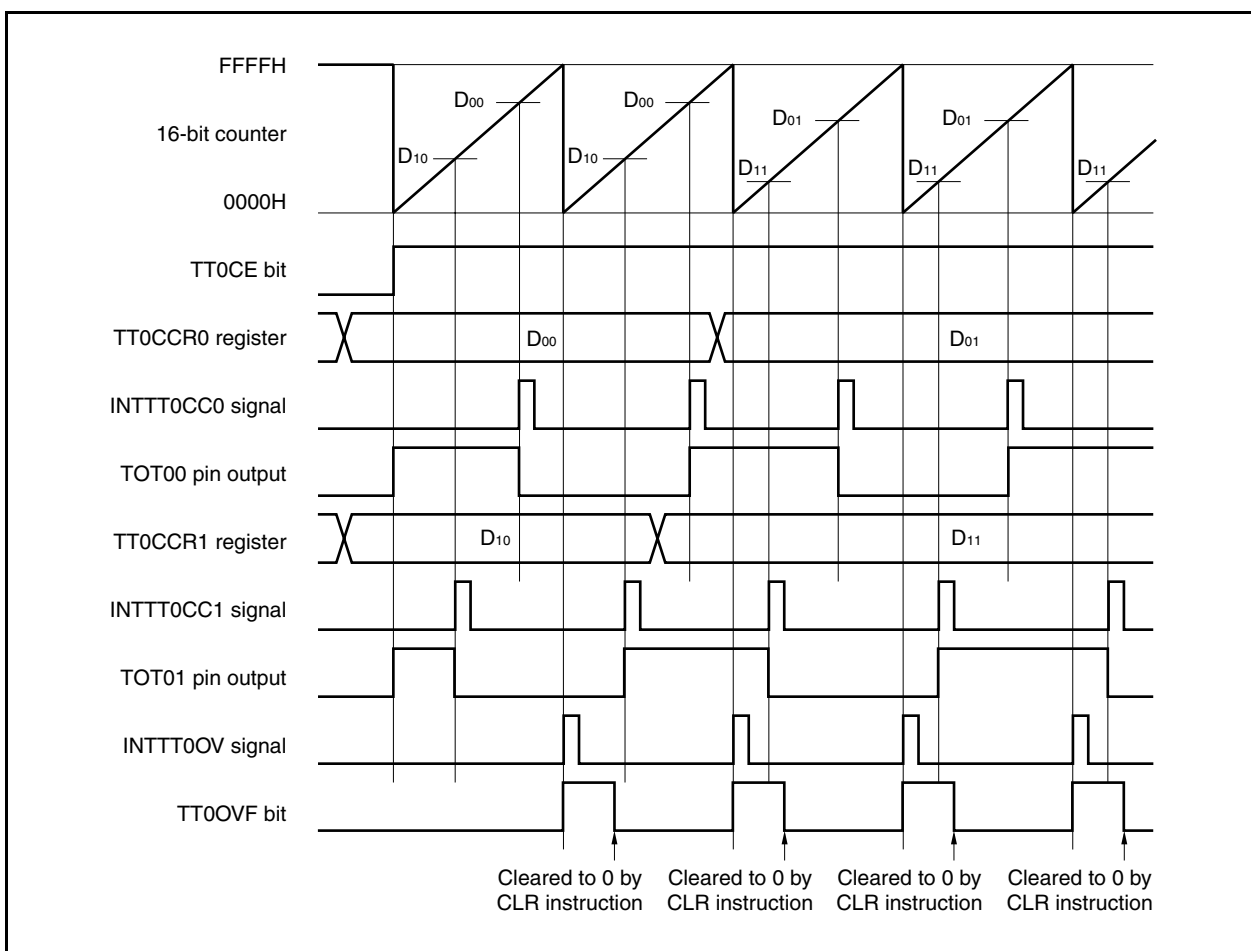 FFFFH
D00
D00
16-bit counter
D01
D01
D10
D10
D11
D11
D11
0000H
TT0CE bit
TT0CCR0 register
D00
D01
INTTT0CC0 signal
TOT00 pin output
TT0CCR1 register
D10
D11
INTTT0CC1 signal
TOT01 pin output
INTTT0OV signal
TT0OVF bit
Cleared to 0 by
CLR instruction
Cleared to 0 by
CLR instruction
Cleared to 0 by
CLR instruction
Cleared to 0 by
CLR instruction